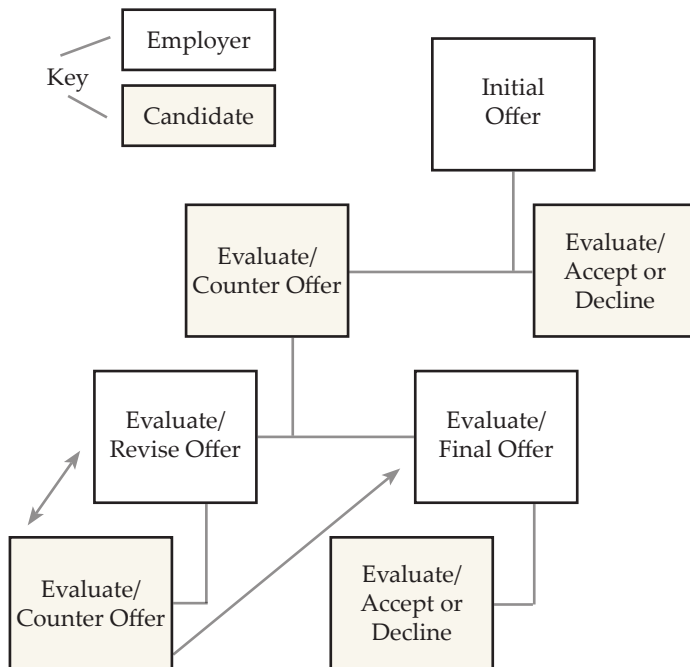 Employer
Key
Candidate
Initial
Offer
Evaluate/
Counter Offer
Evaluate/
Accept or
Decline
Evaluate/
Revise Offer
Evaluate/
Final Offer
Evaluate/
Counter Offer
Evaluate/
Accept or
Decline